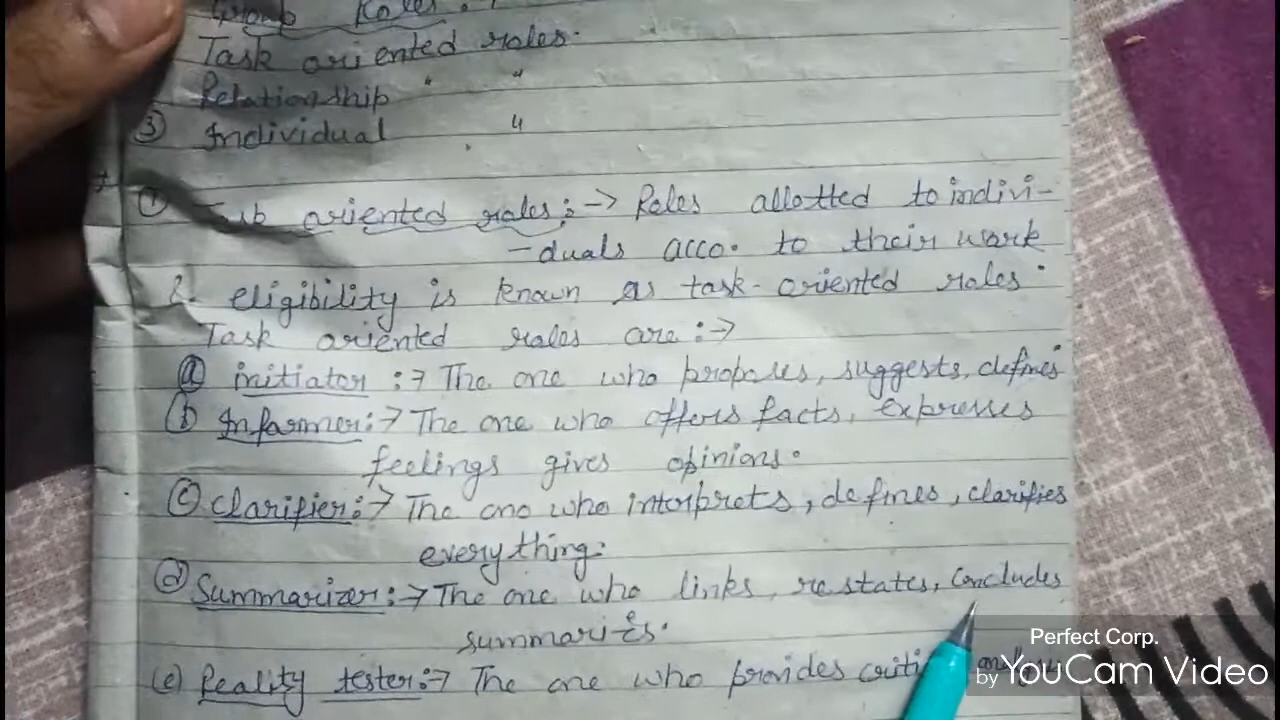 Group Roles :
Task oriented roles.
Relationship " "
③ Individual "
① Task oriented roles :-> Roles allotted to indivi-
-duals acco. to their work
& eligibility is known as task-oriented roles.
Task oriented roles are :->
ⓐ initiator :-> The one who proposes, suggests, defines
ⓑ Informer :-> The one who offers facts, expresses
feelings gives opinions.
ⓒ Clarifier :-> The one who interprets, defines, clarifies
everything.
ⓓ Summarizer :-> The one who links, restates, concludes
summarizes.
(e) Reality tester :-> The one who provides
Perfect Corp.
by YouCam Video